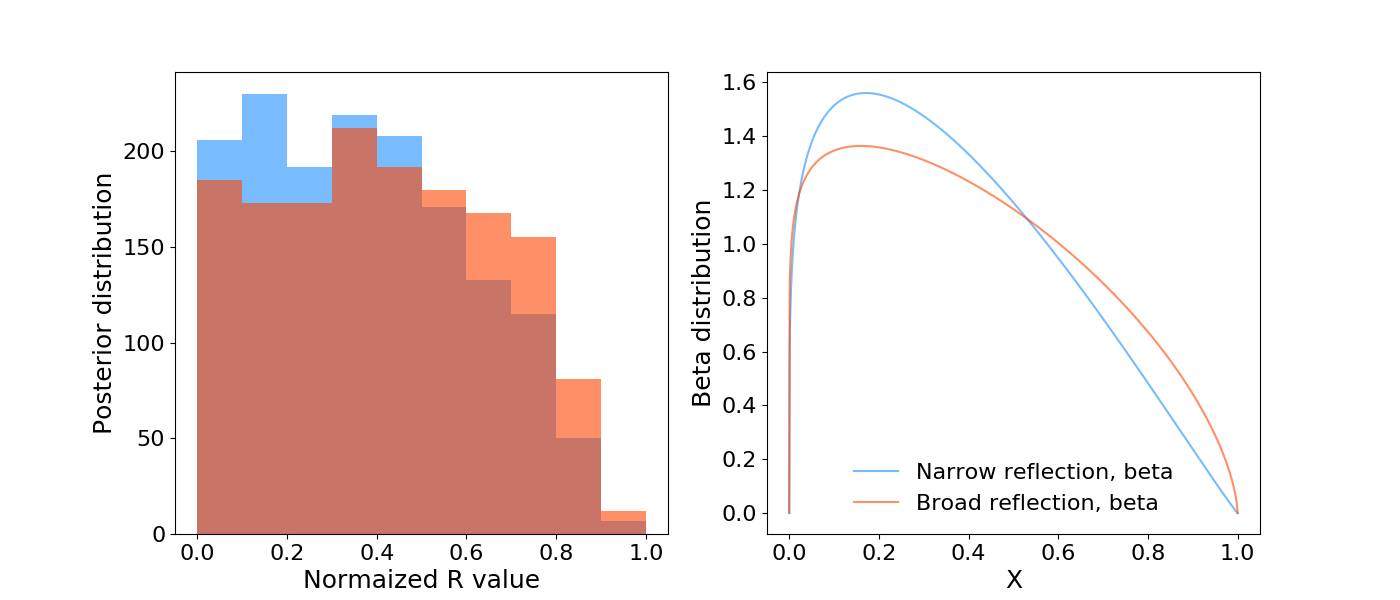 Posterior distribution
200
150
100
50
0
0.0 0.2 0.4 0.6 0.8 1.0
Normaized R value
Beta distribution
1.6
1.4
1.2
1.0
0.8
0.6
0.4
0.2
0.0
Narrow reflection, beta
Broad reflection, beta
0.0 0.2 0.4 0.6 0.8 1.0
X